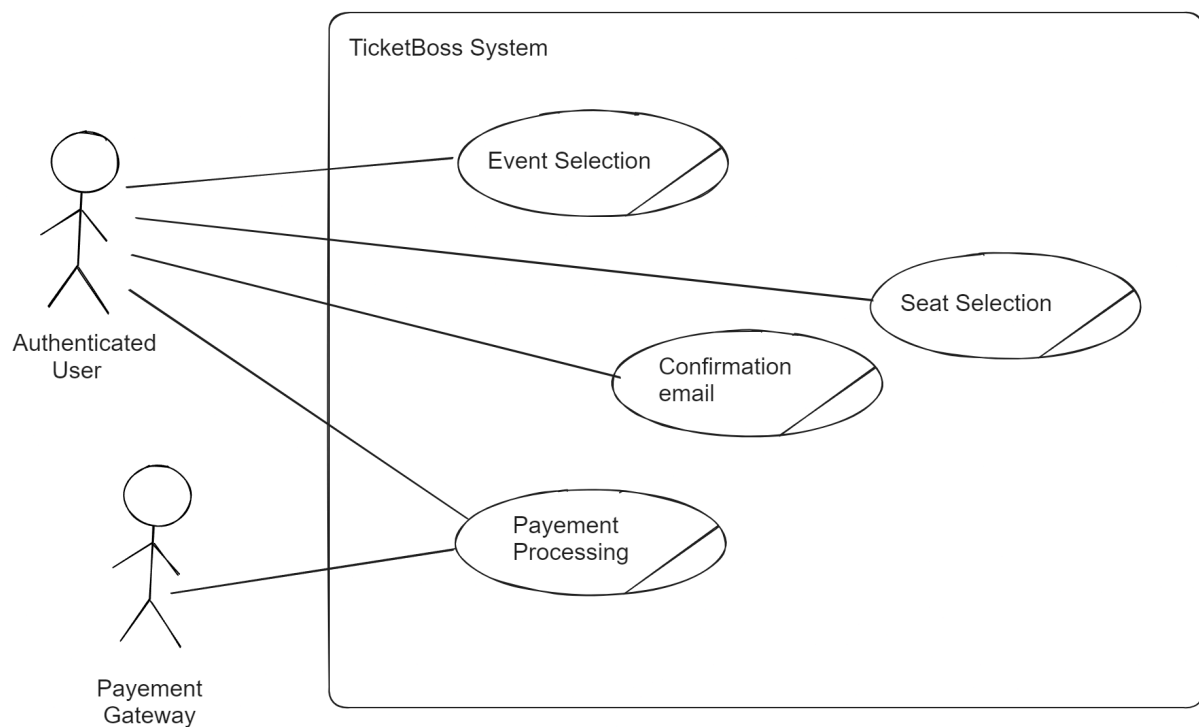 TicketBoss System
Event Selection
Seat Selection
Authenticated
User
Confirmation
email
Payement
Processing
Payement
Gateway